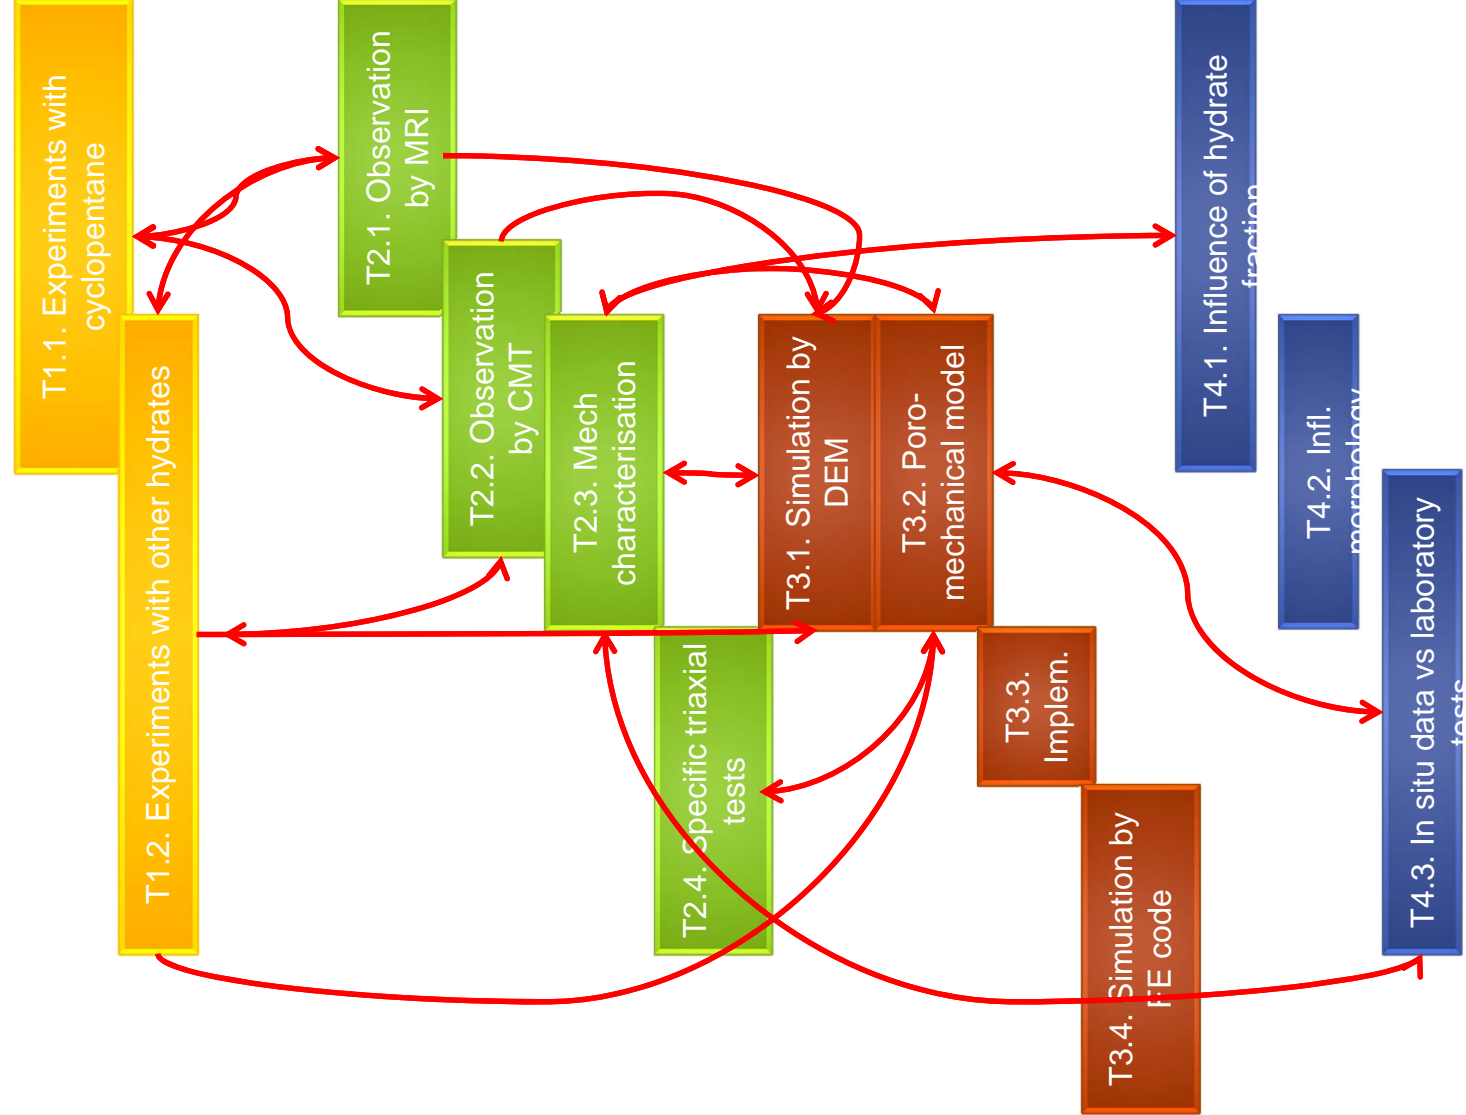 T1.1. Experiments with
cyclopentane
T1.2. Experiments with other hydrates
T2.1. Observation
by MRI
T2.2. Observation
by CMT
T2.3. Mech
characterisation
T2.4. Specific triaxial
tests
T3.1. Simulation by
DEM
T3.2. Poro-
mechanical model
T3.3.
Implem.
T3.4. Simulation by
FE code
T4.1. Influence of hydrate
fraction
T4.2. Infl.
morphology
T4.3. In situ data vs laboratory
tests